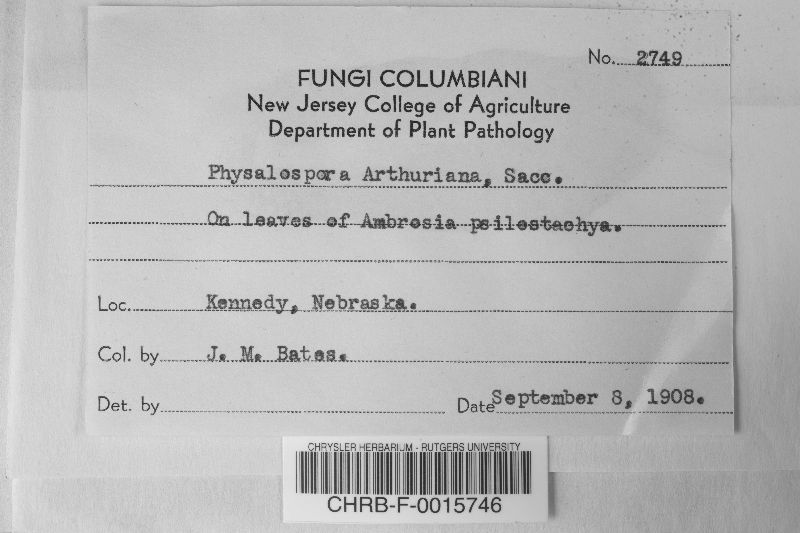 No. 2749
FUNGI COLUMBIANI
New Jersey College of Agriculture
Department of Plant Pathology
Physalospora Arthuriana, Sacc.
On leaves of Ambrosia psilostachya.
Loc. Kennedy, Nebraska.
Col. by J. M. Bates.
Det. by Date September 8, 1908.
CHRYSLER HERBARIUM - RUTGERS UNIVERSITY
CHRB-F-0015746